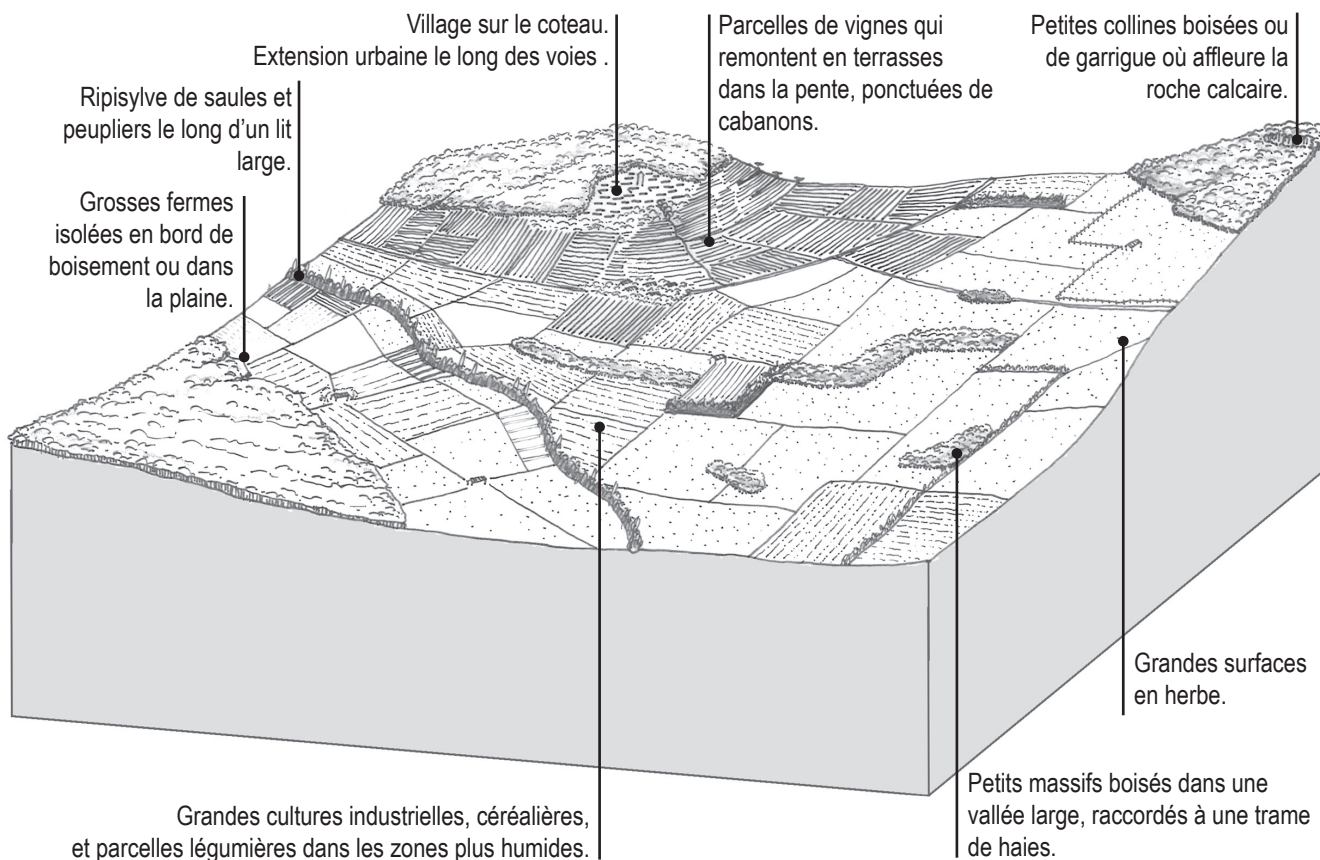 Village sur le coteau.
Extension urbaine le long des voies .
Parcelles de vignes qui
remontent en terrasses
dans la pente, ponctuées de
cabanons.
Petites collines boisées ou
de garrigue où affleure la
roche calcaire.
Ripisylve de saules et
peupliers le long d’un lit
large.
Grosses fermes
isolées en bord de
boisement ou dans
la plaine.
Grandes surfaces
en herbe.
Grandes cultures industrielles, céréalières,
et parcelles légumières dans les zones plus humides.
Petits massifs boisés dans une
vallée large, raccordés à une trame
de haies.